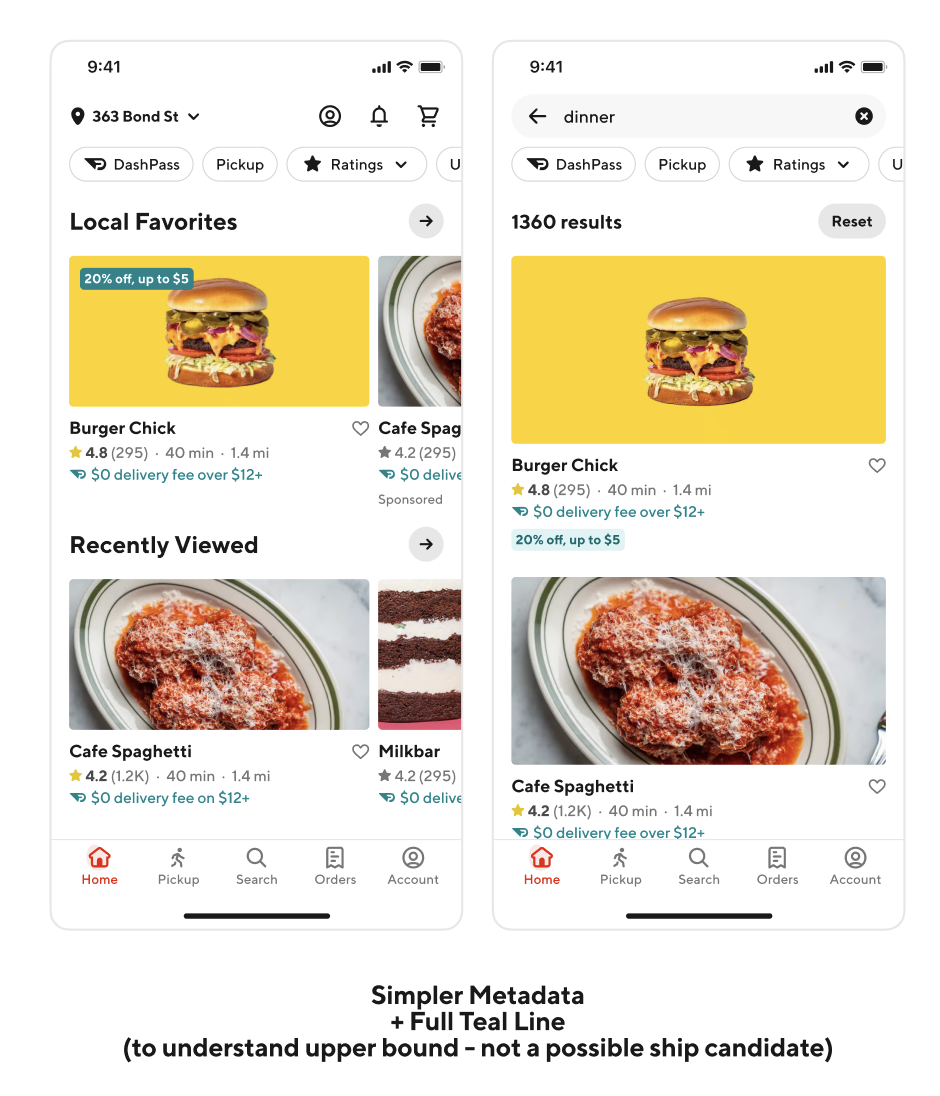 9:41
363 Bond St
DashPass
Pickup
Ratings
U
Local Favorites
20% off, up to $5
Burger Chick
4.8 (295) · 40 min · 1.4 mi
$0 delivery fee over $12+
Cafe Spag
4.2 (295)
$0 delive
Sponsored
Recently Viewed
Cafe Spaghetti
4.2 (1.2K) · 40 min · 1.4 mi
$0 delivery fee on $12+
Milkbar
4.2 (295)
$0 delive
Home
Pickup
Search
Orders
Account
9:41
dinner
DashPass
Pickup
Ratings
U
1360 results
Reset
Burger Chick
4.8 (295) · 40 min · 1.4 mi
$0 delivery fee over $12+
20% off, up to $5
Cafe Spaghetti
4.2 (1.2K) · 40 min · 1.4 mi
$0 delivery fee over $12+
Home
Pickup
Search
Orders
Account
Simpler Metadata
+ Full Teal Line
(to understand upper bound - not a possible ship candidate)